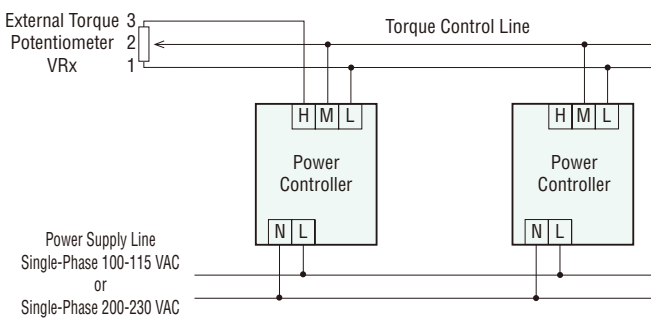 External Torque 3
Potentiometer 2
VRx 1
Torque Control Line
H M L
Power
Controller
N L
H M L
Power
Controller
N L
Power Supply Line
Single-Phase 100-115 VAC
or
Single-Phase 200-230 VAC